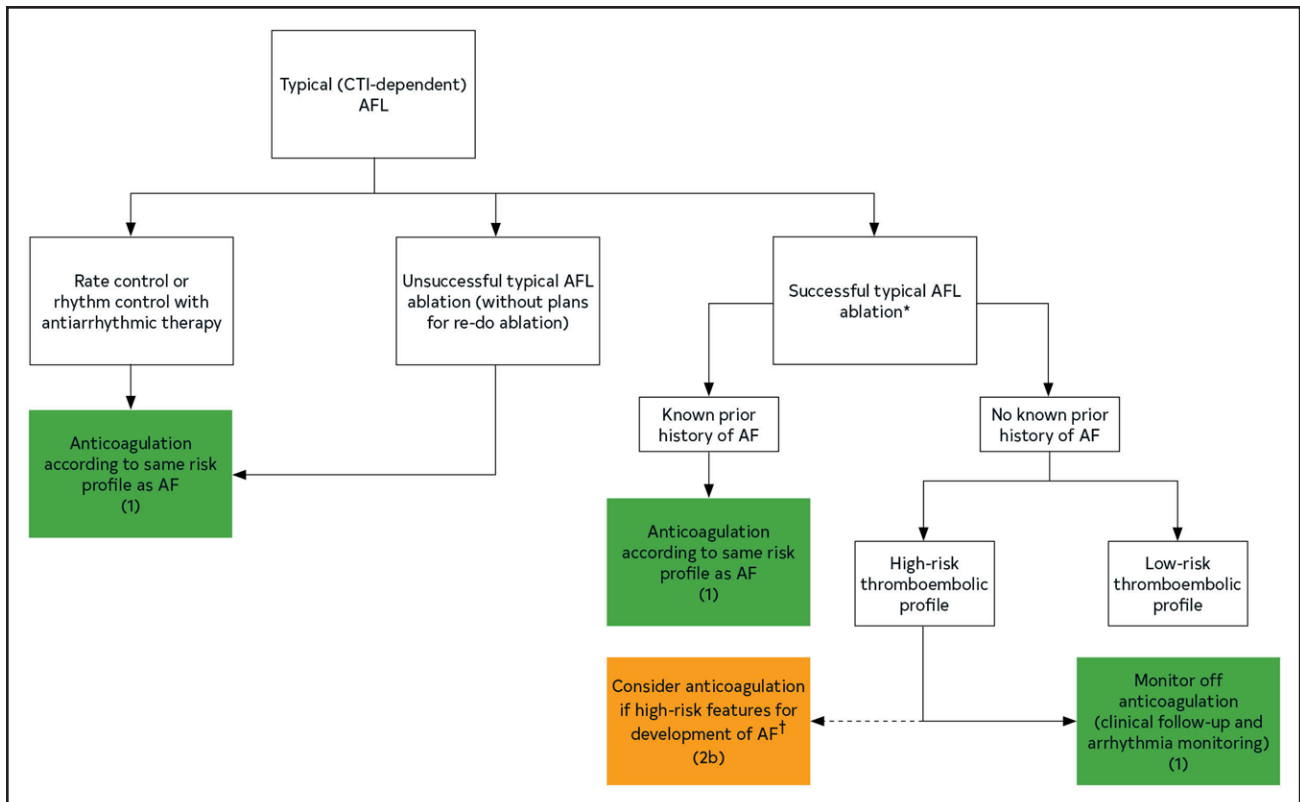 Typical (CTI-dependent)
AFL
Rate control or
rhythm control with
antiarrhythmic therapy
Unsuccessful typical AFL
ablation (without plans
for re-do ablation)
Successful typical AFL
ablation*
Known prior
history of AF
No known prior
history of AF
Anticoagulation
according to same risk
profile as AF
(1)
Anticoagulation
according to same risk
profile as AF
(1)
High-risk
thromboembolic
profile
Low-risk
thromboembolic
profile
Consider anticoagulation
if high-risk features for
development of AF†
(2b)
Monitor off
anticoagulation
(clinical follow-up and
arrhythmia monitoring)
(1)